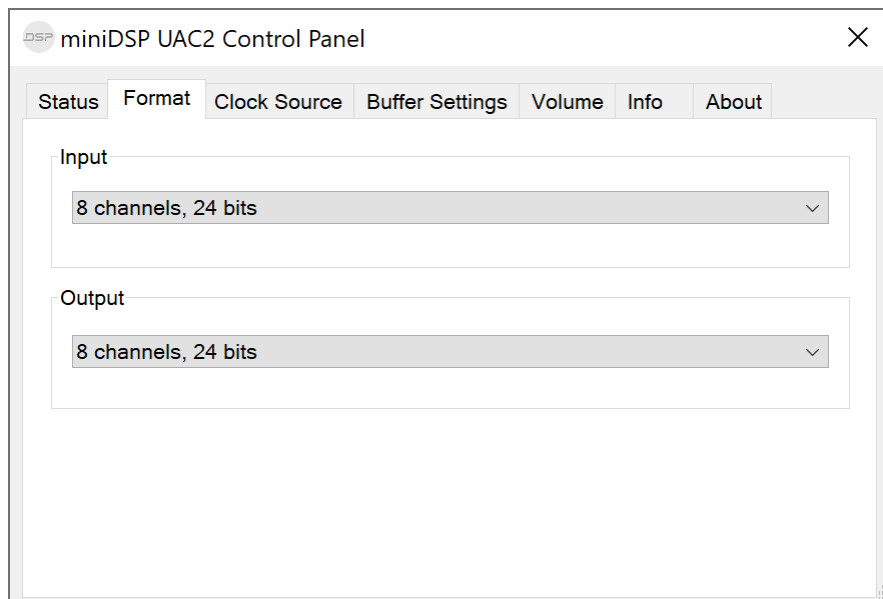 DSP miniDSP UAC2 Control Panel
Status Format Clock Source Buffer Settings Volume Info About
Input
8 channels, 24 bits
Output
8 channels, 24 bits